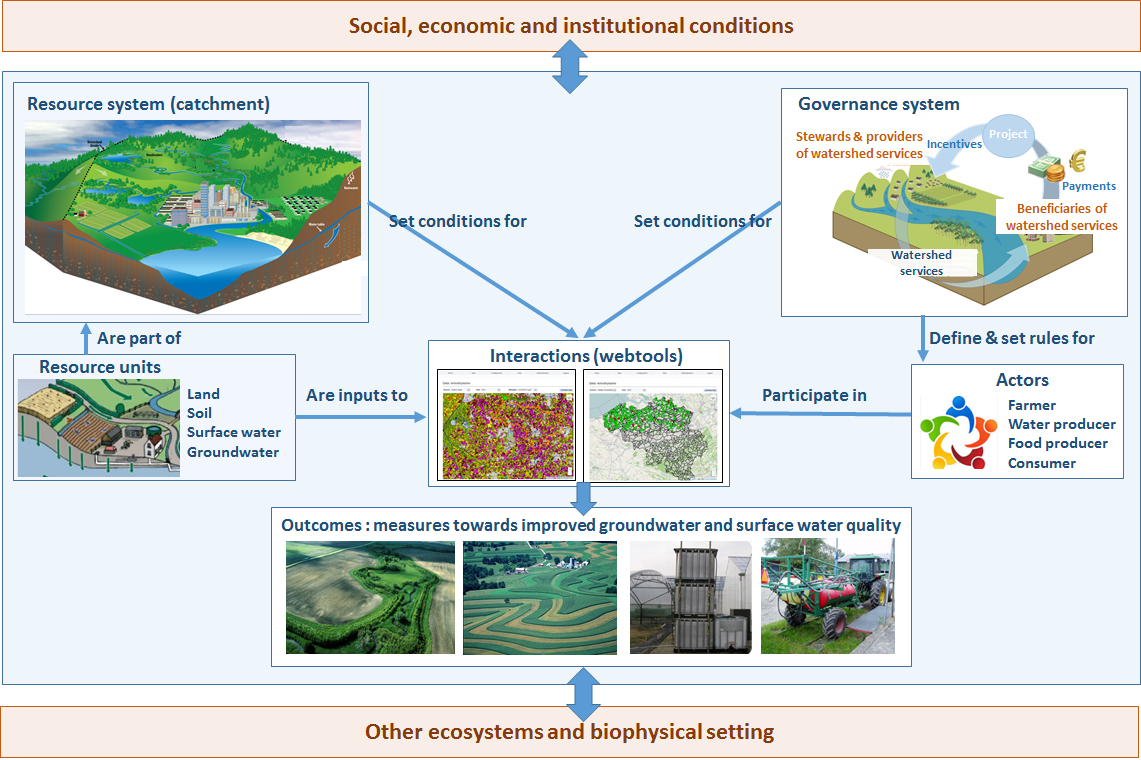 Social, economic and institutional conditions
Resource system (catchment)
Governance system
Stewards & providers
of watershed services
Incentives
Project
Payments
Beneficiaries of
watershed services
Watershed
services
Set conditions for
Set conditions for
Are part of
Define & set rules for
Resource units
Land
Soil
Surface water
Groundwater
Are inputs to
Interactions (webtools)
Participate in
Actors
Farmer
Water producer
Food producer
Consumer
Outcomes : measures towards improved groundwater and surface water quality
Other ecosystems and biophysical setting